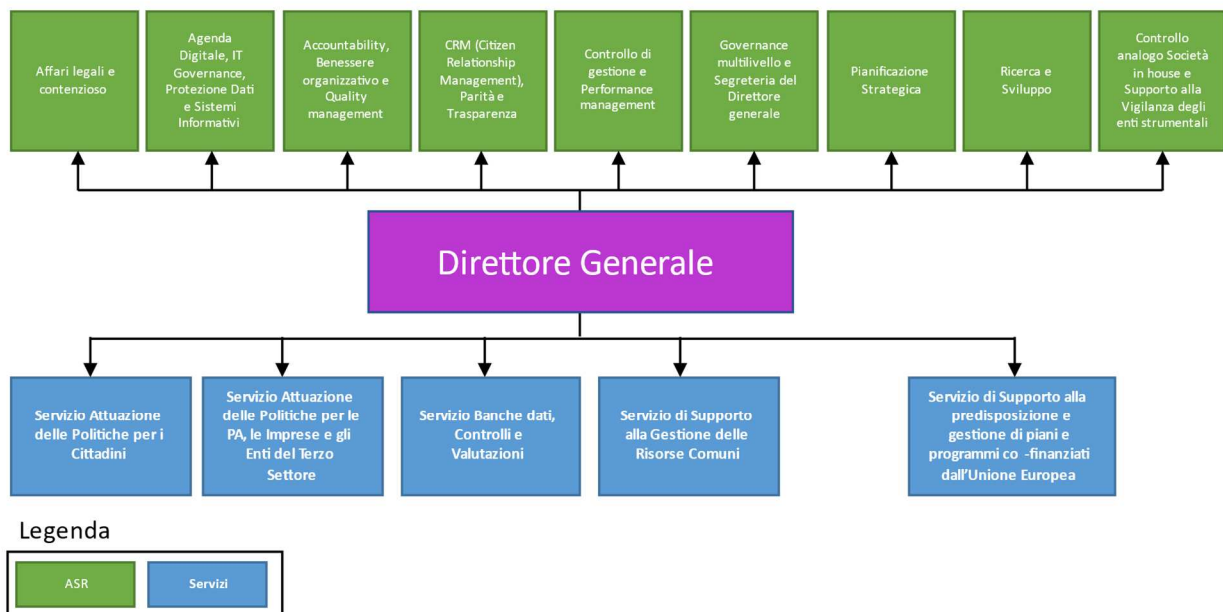 Affari legali e
contenzioso
Agenda
Digitale, IT
Governance,
Protezione Dati
e Sistemi
Informativi
Accountability,
Benessere
organizzativo e
Quality
management
CRM (Citizen
Relationship
Management),
Parità e
Trasparenza
Controllo di
gestione e
Performance
management
Governance
multilivello e
Segreteria del
Direttore
generale
Pianificazione
Strategica
Ricerca e
Sviluppo
Controllo
analogo Società
in house e
Supporto alla
Vigilanza degli
enti strumentali
Direttore Generale
Servizio Attuazione
delle Politiche per i
Cittadini
Servizio Attuazione
delle Politiche per le
PA, le Imprese e gli
Enti del Terzo
Settore
Servizio Banche dati,
Controlli e
Valutazioni
Servizio di Supporto
alla Gestione delle
Risorse Comuni
Servizio di Supporto alla
predisposizione e
gestione di piani e
programmi co -finanziati
dall'Unione Europea
Legenda
ASR
Servizi